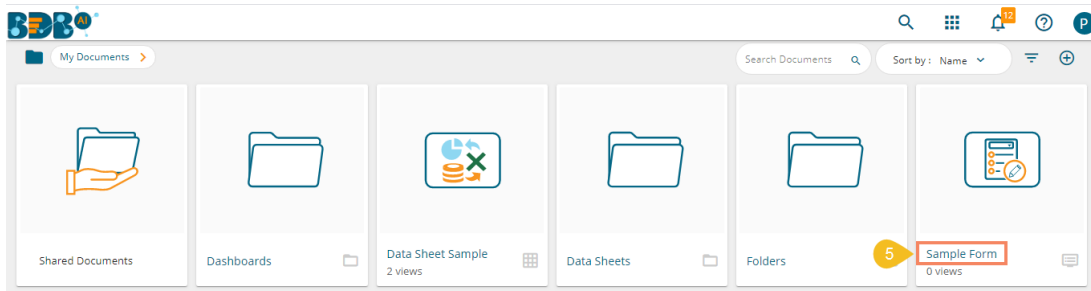 BDB AI
12
P
My Documents
Search Documents
Sort by : Name
Shared Documents
Dashboards
Data Sheet Sample
2 views
Data Sheets
Folders
5
Sample Form
0 views